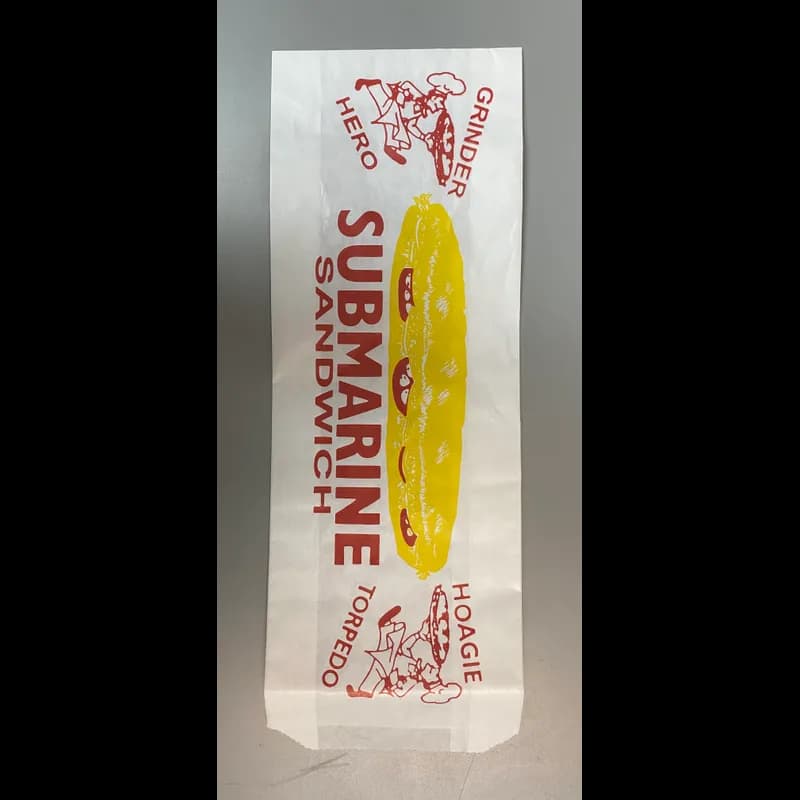 GRINDER
HERO
SUBMARINE
SANDWICH
HOAGIE
TORPEDO